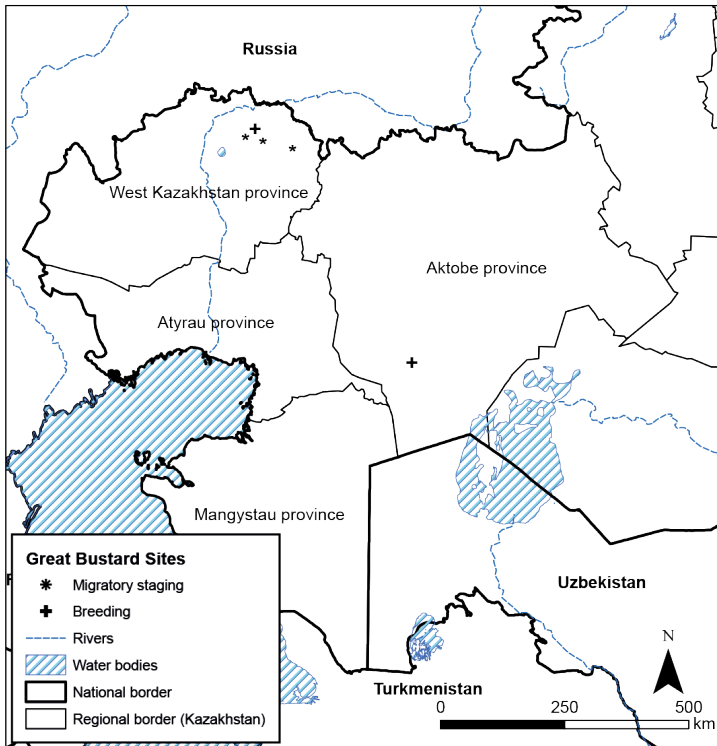 Russia
West Kazakhstan province
Aktobe province
Atyrau province
Mangystau province
Great Bustard Sites
Migratory staging
Breeding
Rivers
Water bodies
National border
Regional border (Kazakhstan)
Uzbekistan
Turkmenistan
N
0 250 500
km